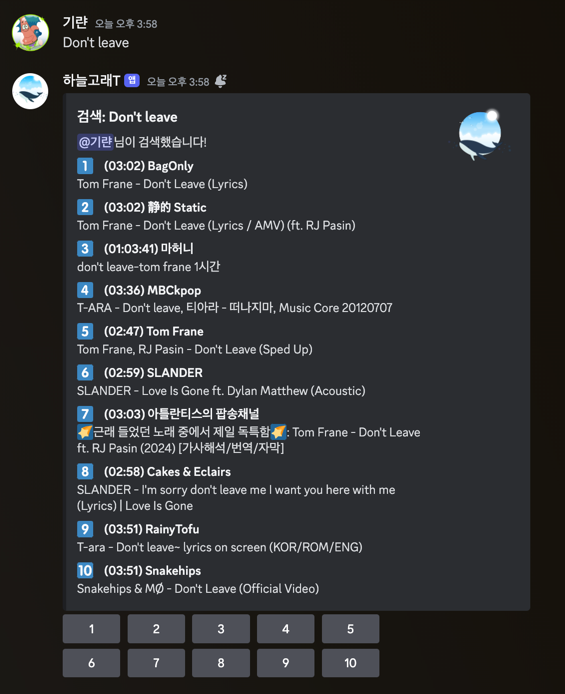 기랸 오늘 오후 3:58
Don't leave
하늘고래T 앱 오늘 오후 3:58
검색: Don't leave
@기랸님이 검색했습니다!
1 (03:02) BagOnly
Tom Frane - Don't Leave (Lyrics)
2 (03:02) 静的 Static
Tom Frane - Don't Leave (Lyrics / AMV) (ft. RJ Pasin)
3 (01:03:41) 마허니
don't leave-tom frane 1시간
4 (03:36) MBCkpop
T-ARA - Don't leave, 티아라 - 떠나지마, Music Core 20120707
5 (02:47) Tom Frane
Tom Frane, RJ Pasin - Don't Leave (Sped Up)
6 (02:59) SLANDER
SLANDER - Love Is Gone ft. Dylan Matthew (Acoustic)
7 (03:03) 아틀란티스의 팝송채널
🌠근래 들었던 노래 중에서 제일 독특함🌠: Tom Frane - Don't Leave
ft. RJ Pasin (2024) [가사해석/번역/자막]
8 (02:58) Cakes & Eclairs
SLANDER - I'm sorry don't leave me I want you here with me
(Lyrics) | Love Is Gone
9 (03:51) RainyTofu
T-ara - Don't leave~ lyrics on screen (KOR/ROM/ENG)
10 (03:51) Snakehips
Snakehips & MØ - Don't Leave (Official Video)
1 2 3 4 5
6 7 8 9 10